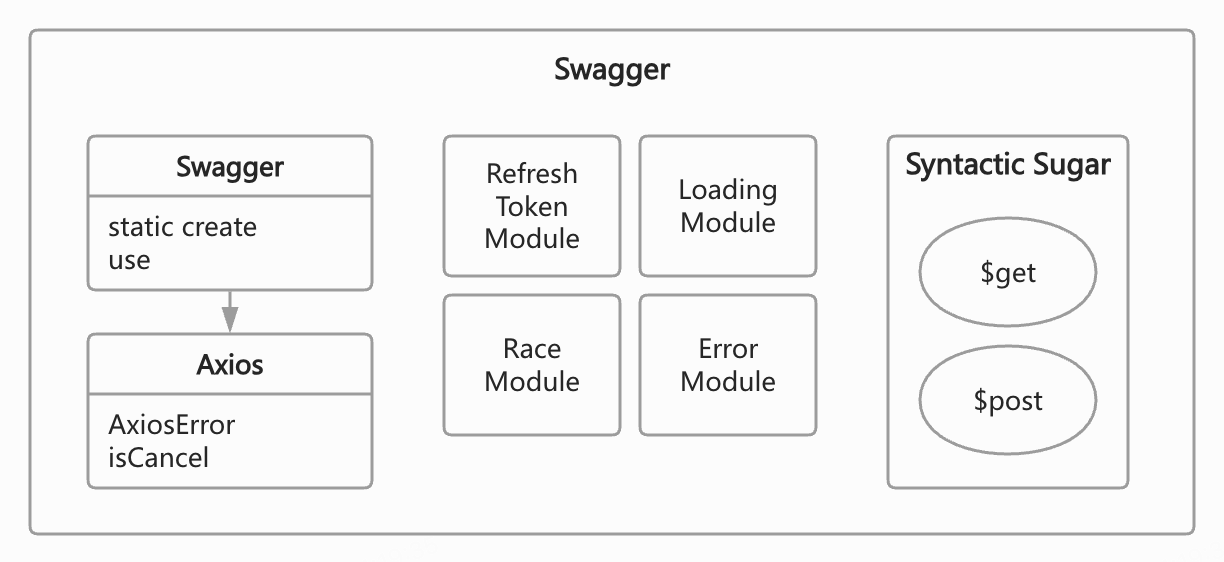 Swagger
Swagger
static create
use
Axios
AxiosError
isCancel
Refresh
Token
Module
Loading
Module
Race
Module
Error
Module
Syntactic Sugar
$get
$post